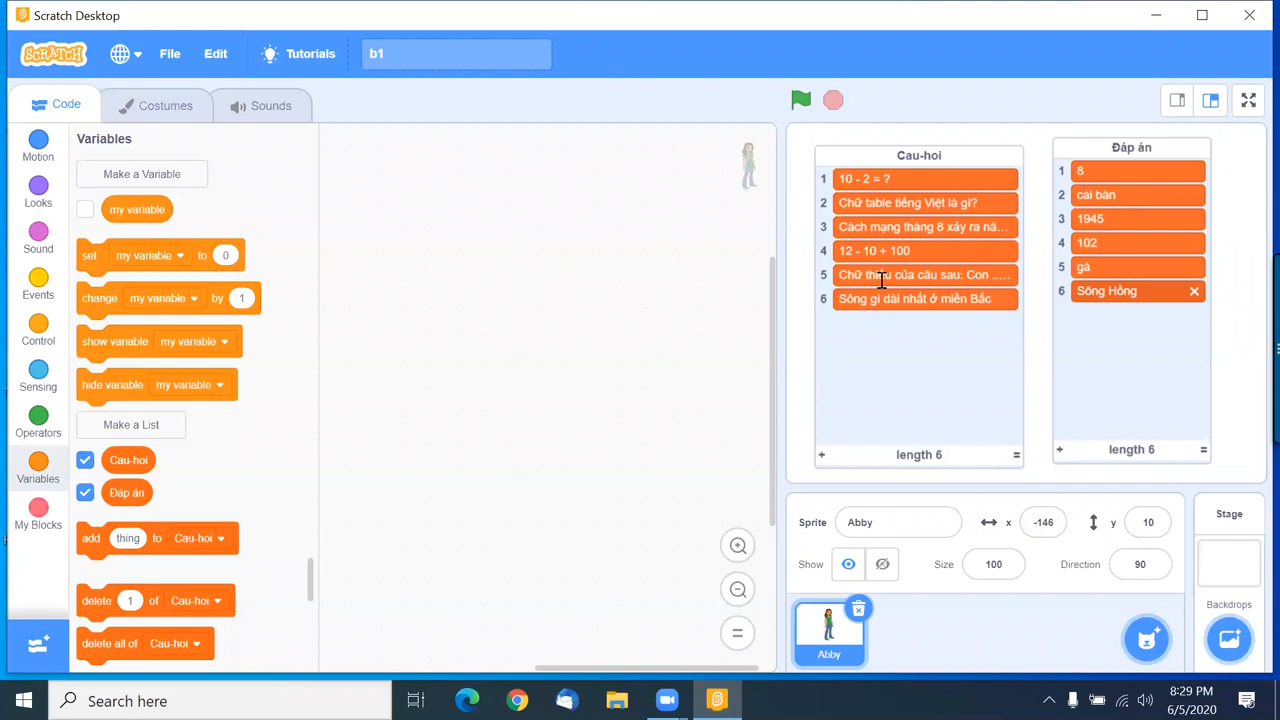 Scratch Desktop
SCRATCH
File
Edit
Tutorials
b1
Code
Costumes
Sounds
Motion
Looks
Sound
Events
Control
Sensing
Operators
Variables
My Blocks
Variables
Make a Variable
my variable
set my variable to 0
change my variable by 1
show variable my variable
hide variable my variable
Make a List
Cau-hoi
Đáp án
add thing to Cau-hoi
delete 1 of Cau-hoi
delete all of Cau-hoi
Cau-hoi
1 10 - 2 = ?
2 Chữ table tiếng Việt là gì?
3 Cách mạng tháng 8 xảy ra nă...
4 12 - 10 + 100
5 Chữ của câu sau: Con .....
6 Sông gì dài nhất ở miền Bắc
+ length 6 =
Đáp án
1 8
2 cái bàn
3 1945
4 102
5 gà
6 Sông Hồng
+ length 6 =
Sprite
Abby
x -146
y 10
Show
Size 100
Direction 90
Abby
Stage
Backdrops
Search here
8:29 PM
6/5/2020